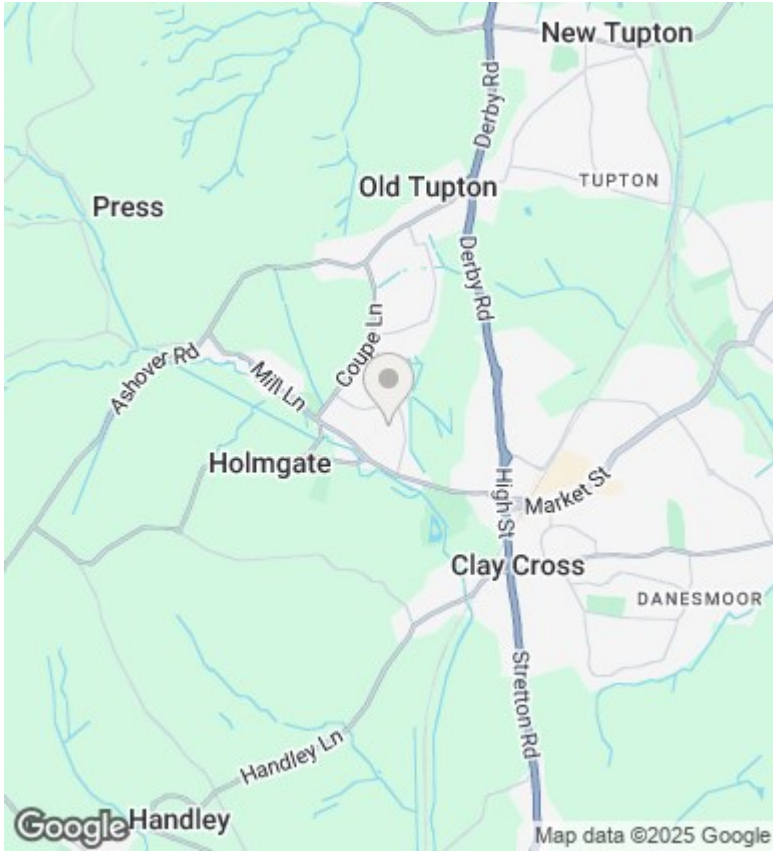 New Tupton
Derby Rd
Old Tupton
TUPTON
Press
Derby Rd
Coupe Ln
Ashover Rd
Mill Ln
Holmgate
High St
Market St
Clay Cross
DANESMOOR
Stretton Rd
Handley Ln
Handley
Google
Map data ©2025 Google